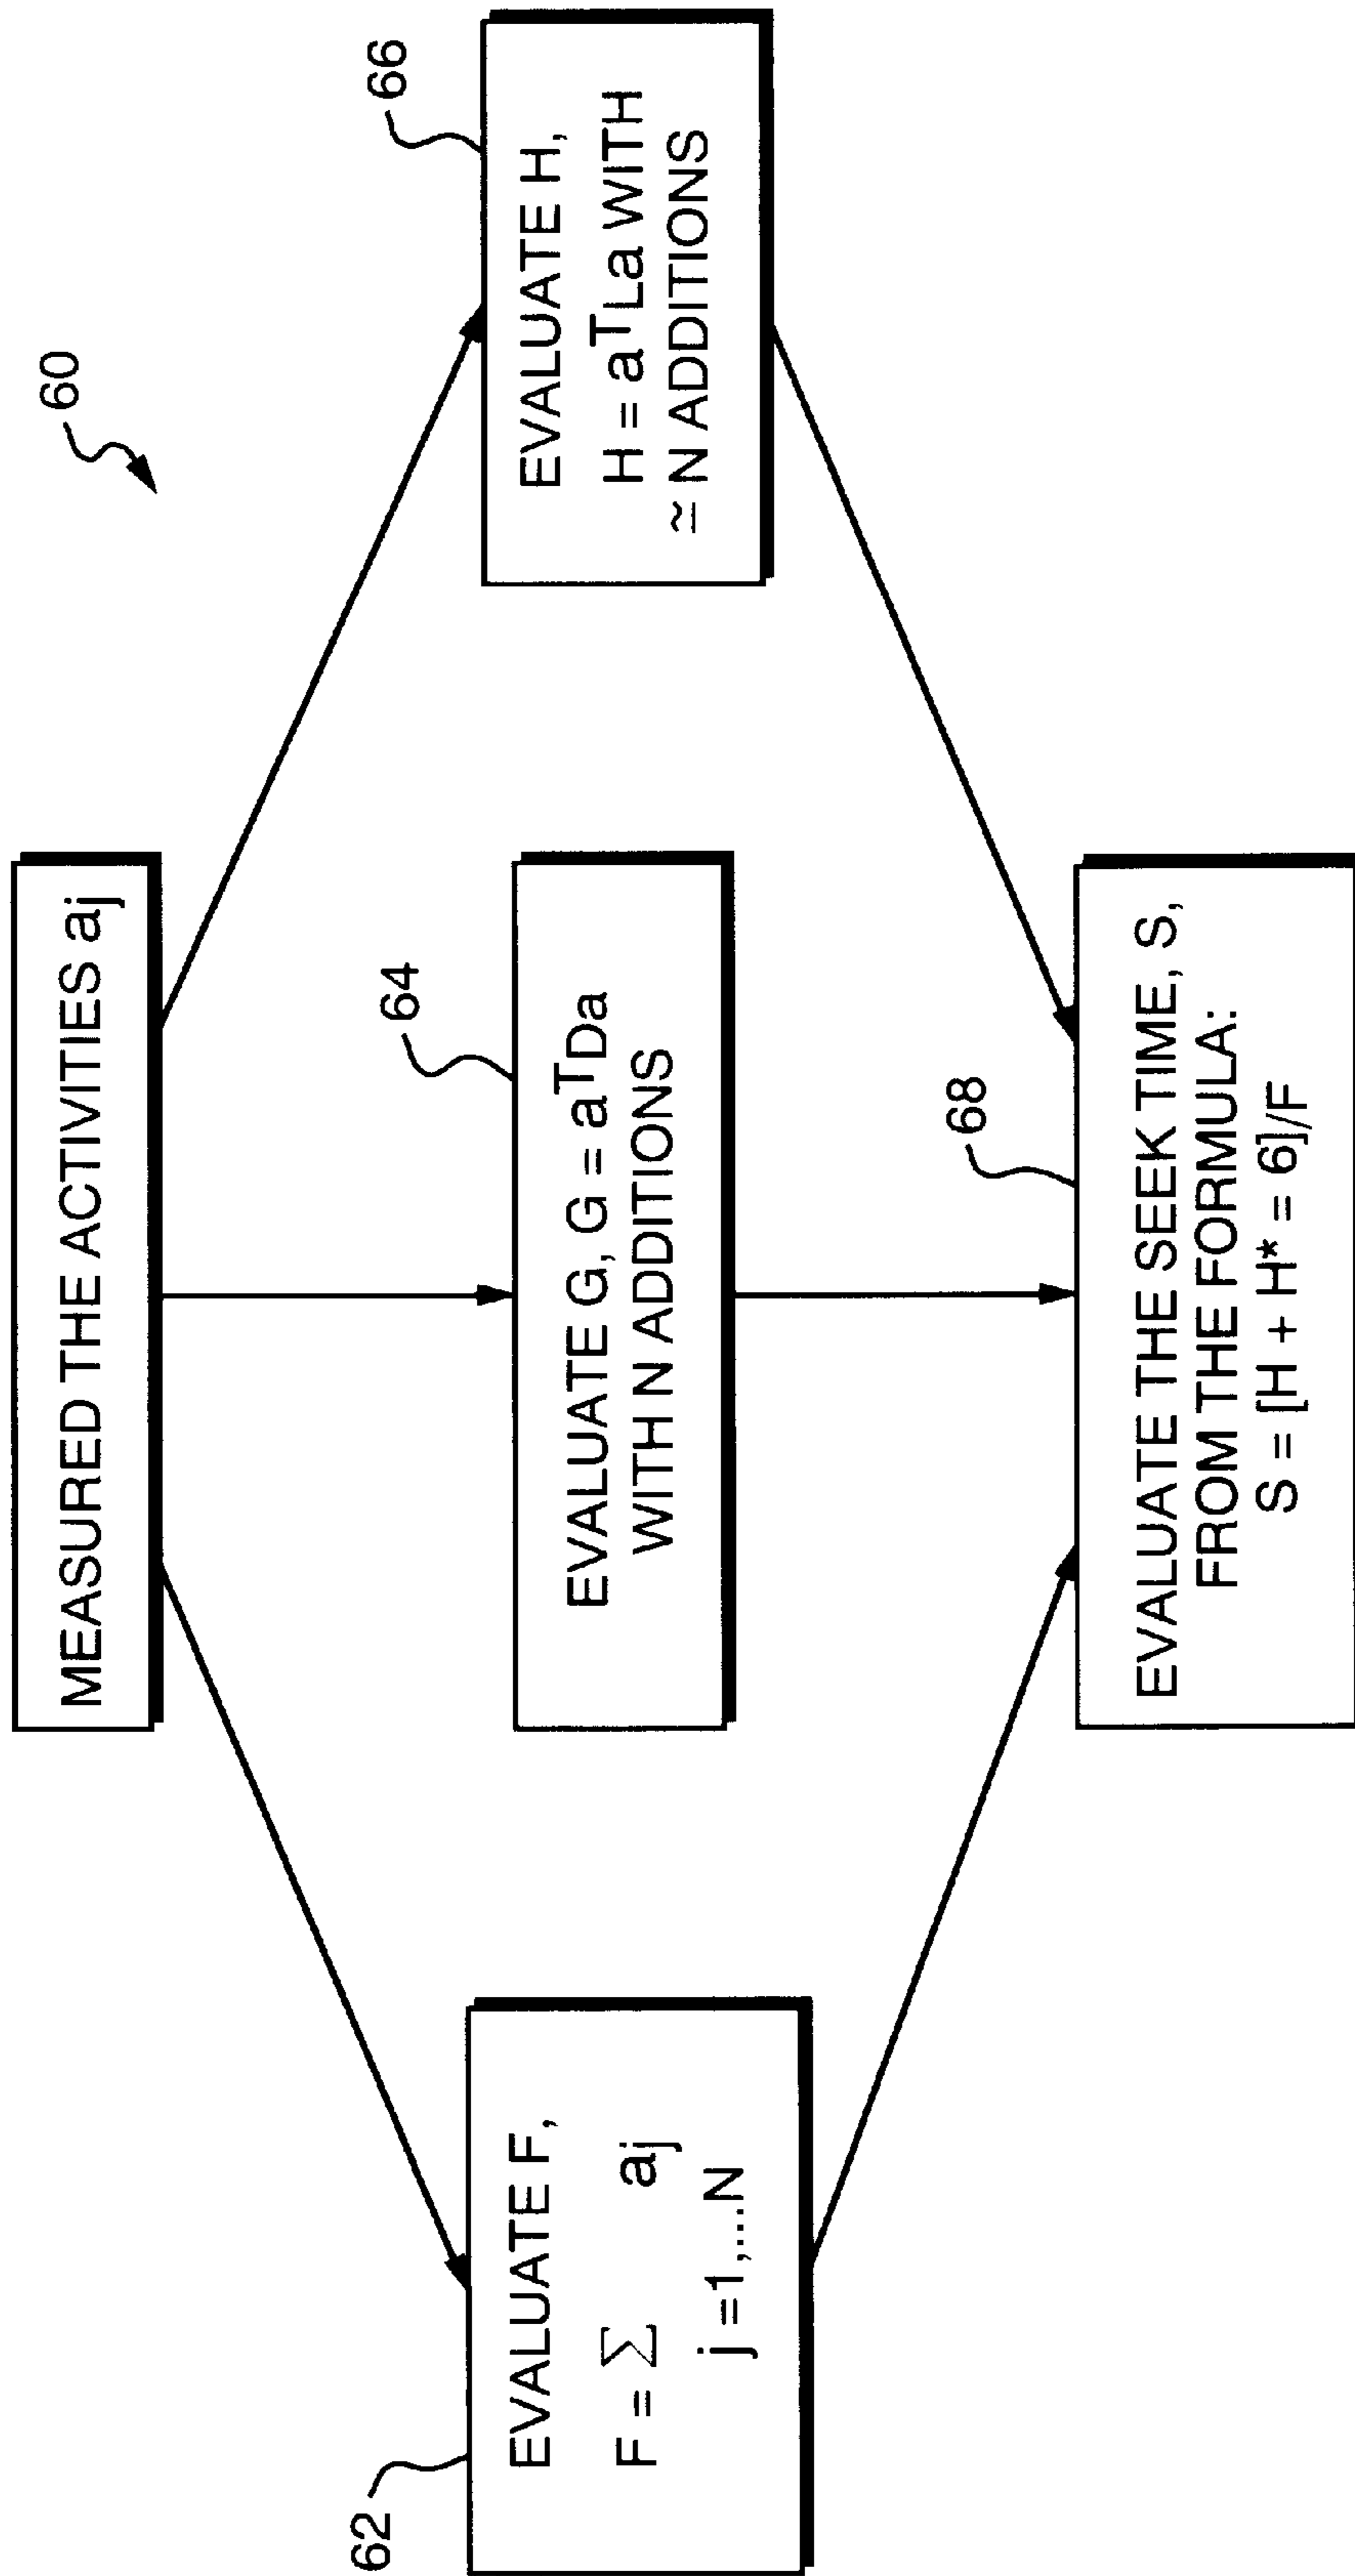 60
MEASURED THE ACTIVITIES aj
62
EVALUATE F,
F = Σ aj
j =1,...N
64
EVALUATE G, G = aTDa
WITH N ADDITIONS
66
EVALUATE H,
H = aTLa WITH
≃ N ADDITIONS
68
EVALUATE THE SEEK TIME, S,
FROM THE FORMULA:
S = [H + H* = 6]/F